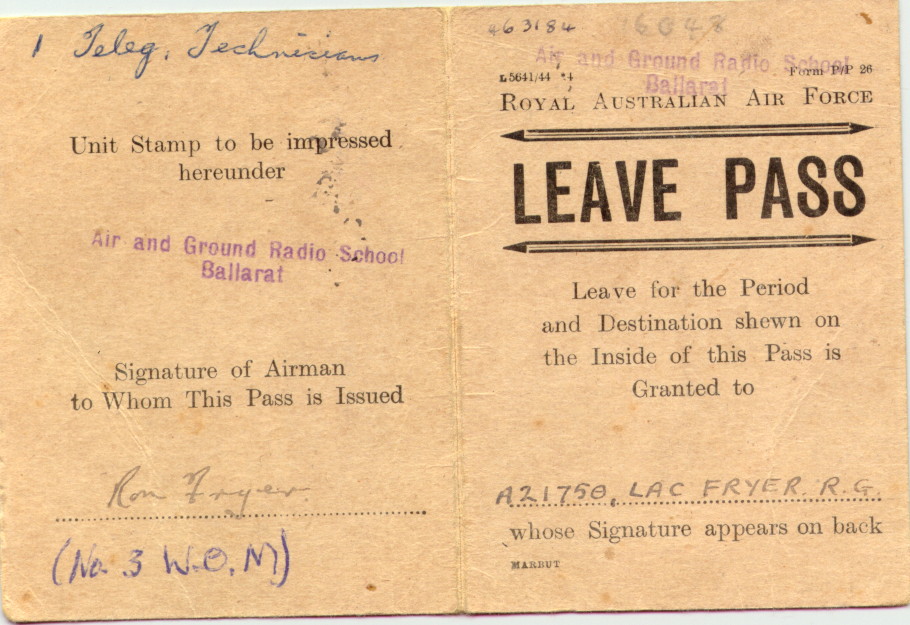 1 Teleg. Technicians
Unit Stamp to be impressed
hereunder
Air and Ground Radio School
Ballarat
Signature of Airman
to Whom This Pass is Issued
Ron Fryer
(No. 3 W.O.N)
63184
Air and Ground Radio School
Ballarat
L5641/44
Form P/P 26
ROYAL AUSTRALIAN AIR FORCE
LEAVE PASS
Leave for the Period
and Destination shewn on
the Inside of this Pass is
Granted to
A21750, LAC FRYER. R.G.
whose Signature appears on back
MARBUT